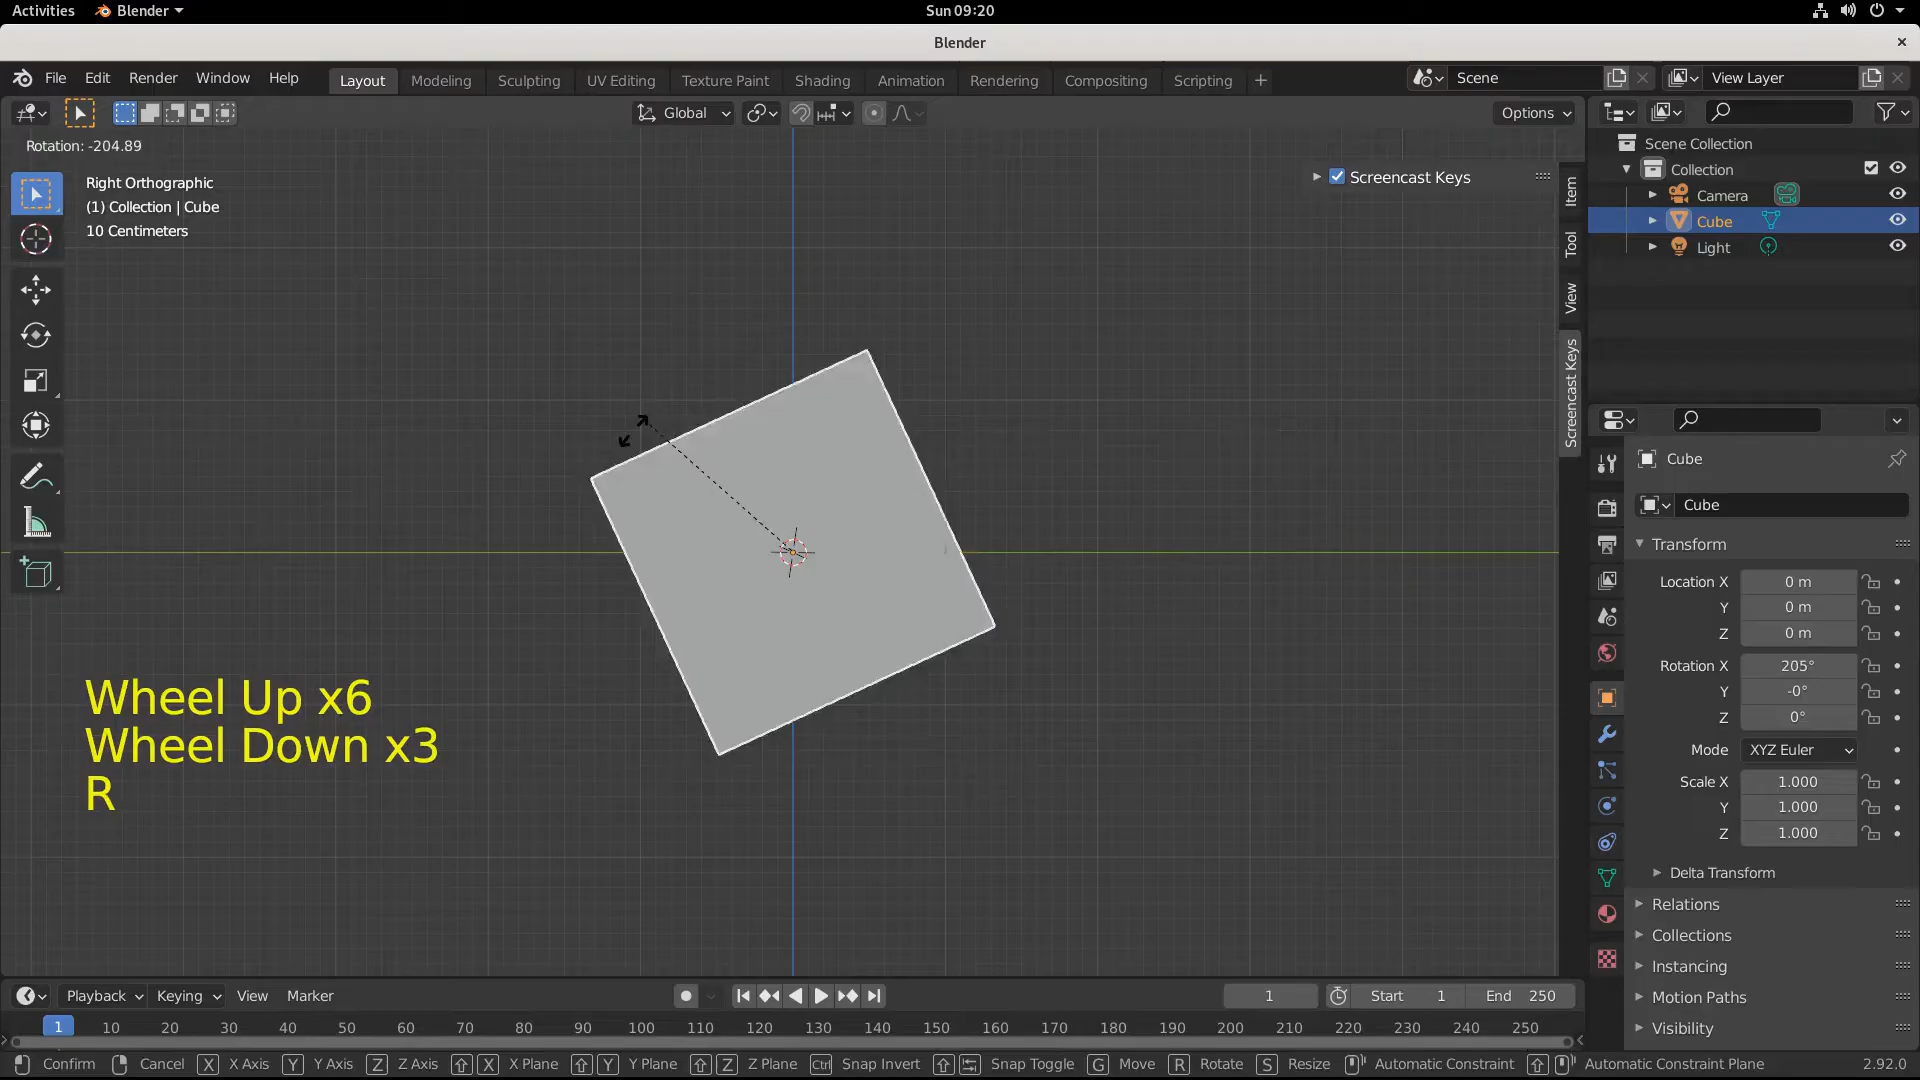 Activities Blender Sun 09:20
Blender
File Edit Render Window Help Layout Modeling Sculpting UV Editing Texture Paint Shading Animation Rendering Compositing Scripting Scene View Layer
Global Options
Rotation: -204.89
Right Orthographic
(1) Collection | Cube
10 Centimeters
Screencast Keys
Item
Tool
View
Screencast Keys
Wheel Up x6
Wheel Down x3
R
Scene Collection
Collection
Camera
Cube
Light
Cube
Cube
Transform
Location X 0 m
Y 0 m
Z 0 m
Rotation X 205°
Y -0°
Z 0°
Mode XYZ Euler
Scale X 1.000
Y 1.000
Z 1.000
Delta Transform
Relations
Collections
Instancing
Motion Paths
Visibility
Playback Keying View Marker 1 Start 1 End 250
1 10 20 30 40 50 60 70 80 90 100 110 120 130 140 150 160 170 180 190 200 210 220 230 240 250
Confirm Cancel X X Axis Y Y Axis Z Z Axis X X Plane Y Y Plane Z Z Plane Ctrl Snap Invert Snap Toggle G Move R Rotate S Resize Automatic Constraint Automatic Constraint Plane 2.92.0